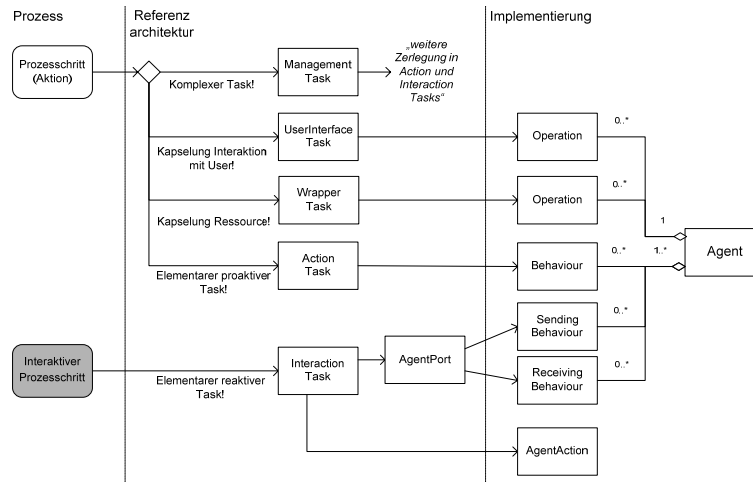 Prozess
Referenz
architektur
Implementierung
Prozesschritt
(Aktion)
Komplexer Task!
Management
Task
„weitere
Zerlegung in
Action und
Interaction
Tasks“
Kapselung Interaktion
mit User!
UserInterface
Task
Operation
0..*
Kapselung Ressource!
Wrapper
Task
Operation
0..*
1
Agent
Elementarer proaktiver
Task!
Action
Task
Behaviour
0..*
1..*
Sending
Behaviour
0..*
Interaktiver
Prozesschritt
Elementarer reaktiver
Task!
Interaction
Task
AgentPort
Receiving
Behaviour
0..*
AgentAction